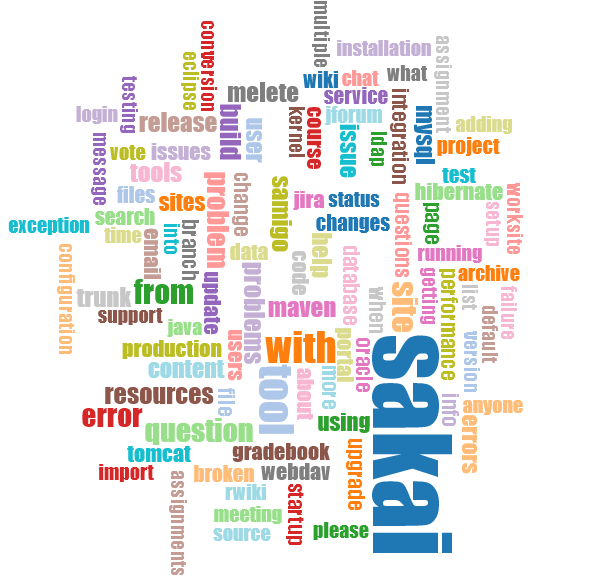 multiple
conversion
installation
assignment
eclipse
wiki
chat
what
testing
melete
service
login
release
build
user
kernel
course
jforum
issue
ldap
integration
mysql
adding
project
message
vote
issues
tools
problem
change
samigo
jira
status
changes
questions
test
hibernate
page
setup
worksite
files
sites
search
time
email
into
branch
data
help
code
database
running
exception
configuration
trunk
from
update
problems
maven
when
site
getting
performance
archive
list
failure
support
java
production
content
users
with
portal
oracle
sakai
version
default
resources
file
tool
about
more
using
info
anyone
errors
error
question
gradebook
tomcat
import
assignments
broken
webdav
rwiki
startup
upgrade
meeting
source
please